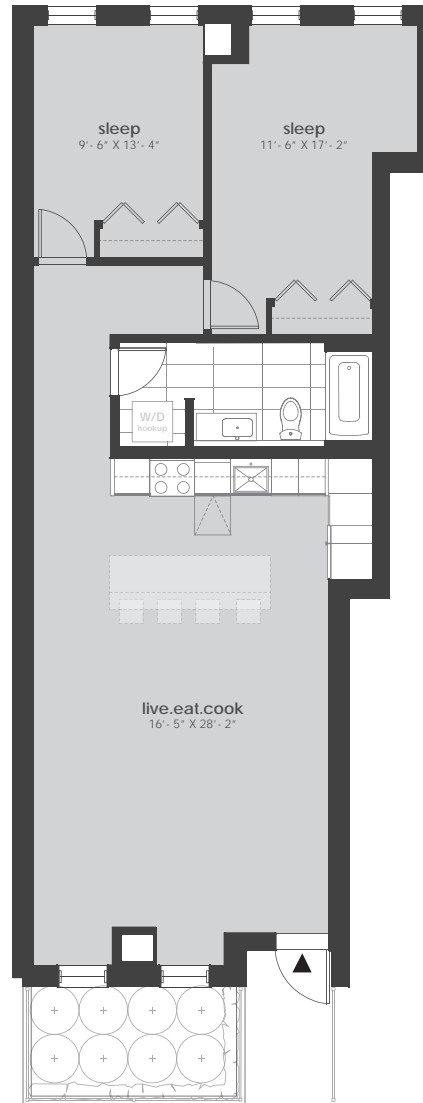 sleep
9'- 6" X 13'- 4"
sleep
11'- 6" X 17'- 2"
W/D
hookup
live.eat.cook
16'- 5" X 28'- 2"